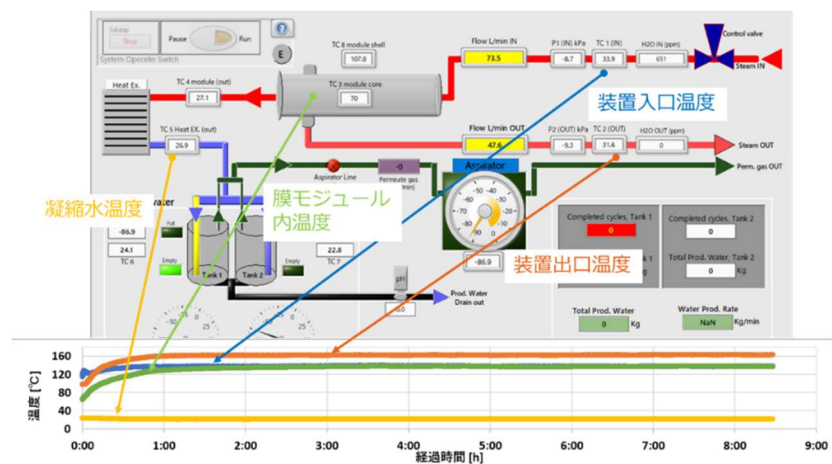 Full stop
Stop
Pause
Run
?
System Operatin Switch
E
TC 8 module shell
107.8
Flow L/min IN
73.5
P1 (IN) kPa
-8.7
TC 1 (IN)
33.9
H2O IN (ppm)
651
Control valve
Steam IN
Heat Ex.
TC 4 module (out)
27.1
TC 3 module core
70
装置入口温度
TC 5 Heat EX. (out)
26.9
Flow L/min OUT
47.6
P2 (OUT) kPa
-9.3
TC 2 (OUT)
31.6
H2O OUT (ppm)
0
Steam OUT
Aspirator Line
-0
Permeate gas
/min)
Aspirator
Perm. gas OUT
凝縮水温度
water
膜モジュール
内温度
-86.9
24.1
TC 6
Full
Empty
Tank 1
Tank 2
Empty
22.8
TC 7
-86.9
装置出口温度
pH
0.0
Prod. Water
Drain out
Completed cycles, Tank 1
0
Completed cycles, Tank 2
0
Tank 1
Total Prod. Water, Tank 2
0
Kg
Total Prod. Water
0
Kg
Water Prod. Rate
NaN
Kg/min
温度 [℃]
160
120
80
40
0
0:00
1:00
2:00
3:00
4:00
5:00
6:00
7:00
8:00
9:00
経過時間 [h]